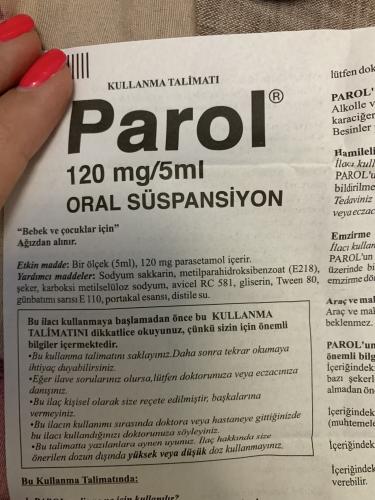 KULLANMA TALİMATI
Parol®
120 mg/5ml
ORAL SÜSPANSİYON
“Bebek ve çocuklar için”
Ağızdan alınır.
Etkin madde: Bir ölçek (5ml), 120 mg parasetamol içerir.
Yardımcı maddeler: Sodyum sakkarin, metilparahidroksibenzoat (E218),
şeker, karboksi metilselüloz sodyum, avicel RC 581, gliserin, Tween 80,
günbatımı sarısı E 110, portakal esansı, distile su.
Bu ilacı kullanmaya başlamadan önce bu KULLANMA
TALİMATINI dikkatlice okuyunuz, çünkü sizin için önemli
bilgiler içermektedir.
•Bu kullanma talimatını saklayınız.Daha sonra tekrar okumaya
ihtiyaç duyabilirsiniz.
•Eğer ilave sorularınız olursa,lütfen doktorunuza veya eczacınıza
danışınız.
•Bu ilaç kişisel olarak size reçete edilmiştir, başkalarına
vermeyiniz.
•Bu ilacın kullanımı sırasında doktora veya hastaneye gittiğinizde
bu ilacı kullandığınızı doktorunuza söyleyiniz.
•Bu talimatta yazılanlara aynen uyunuz. İlaç hakkında size
önerilen dozun dışında yüksek veya düşük doz kullanmayınız.
Bu Kullanma Talimatında:
lütfen dok
PAROL'
Alkolle v
karaciğer
Besinler
Hamileli
İlacı kull
PAROL'u
bildirilme
Tedaviniz
veya eczac
Emzirme
İlacı kullan
PAROL'un
üzerinde bi
emzirme dön
Araç ve mal
Araç ve ma
beklenmez.
PAROL'un
önemli bilg
İçeriğindek
bazı şekerl
almadan ön
İçeriğindek
(muhtemele
İçeriğindek
İçeriğindek
verebilir.